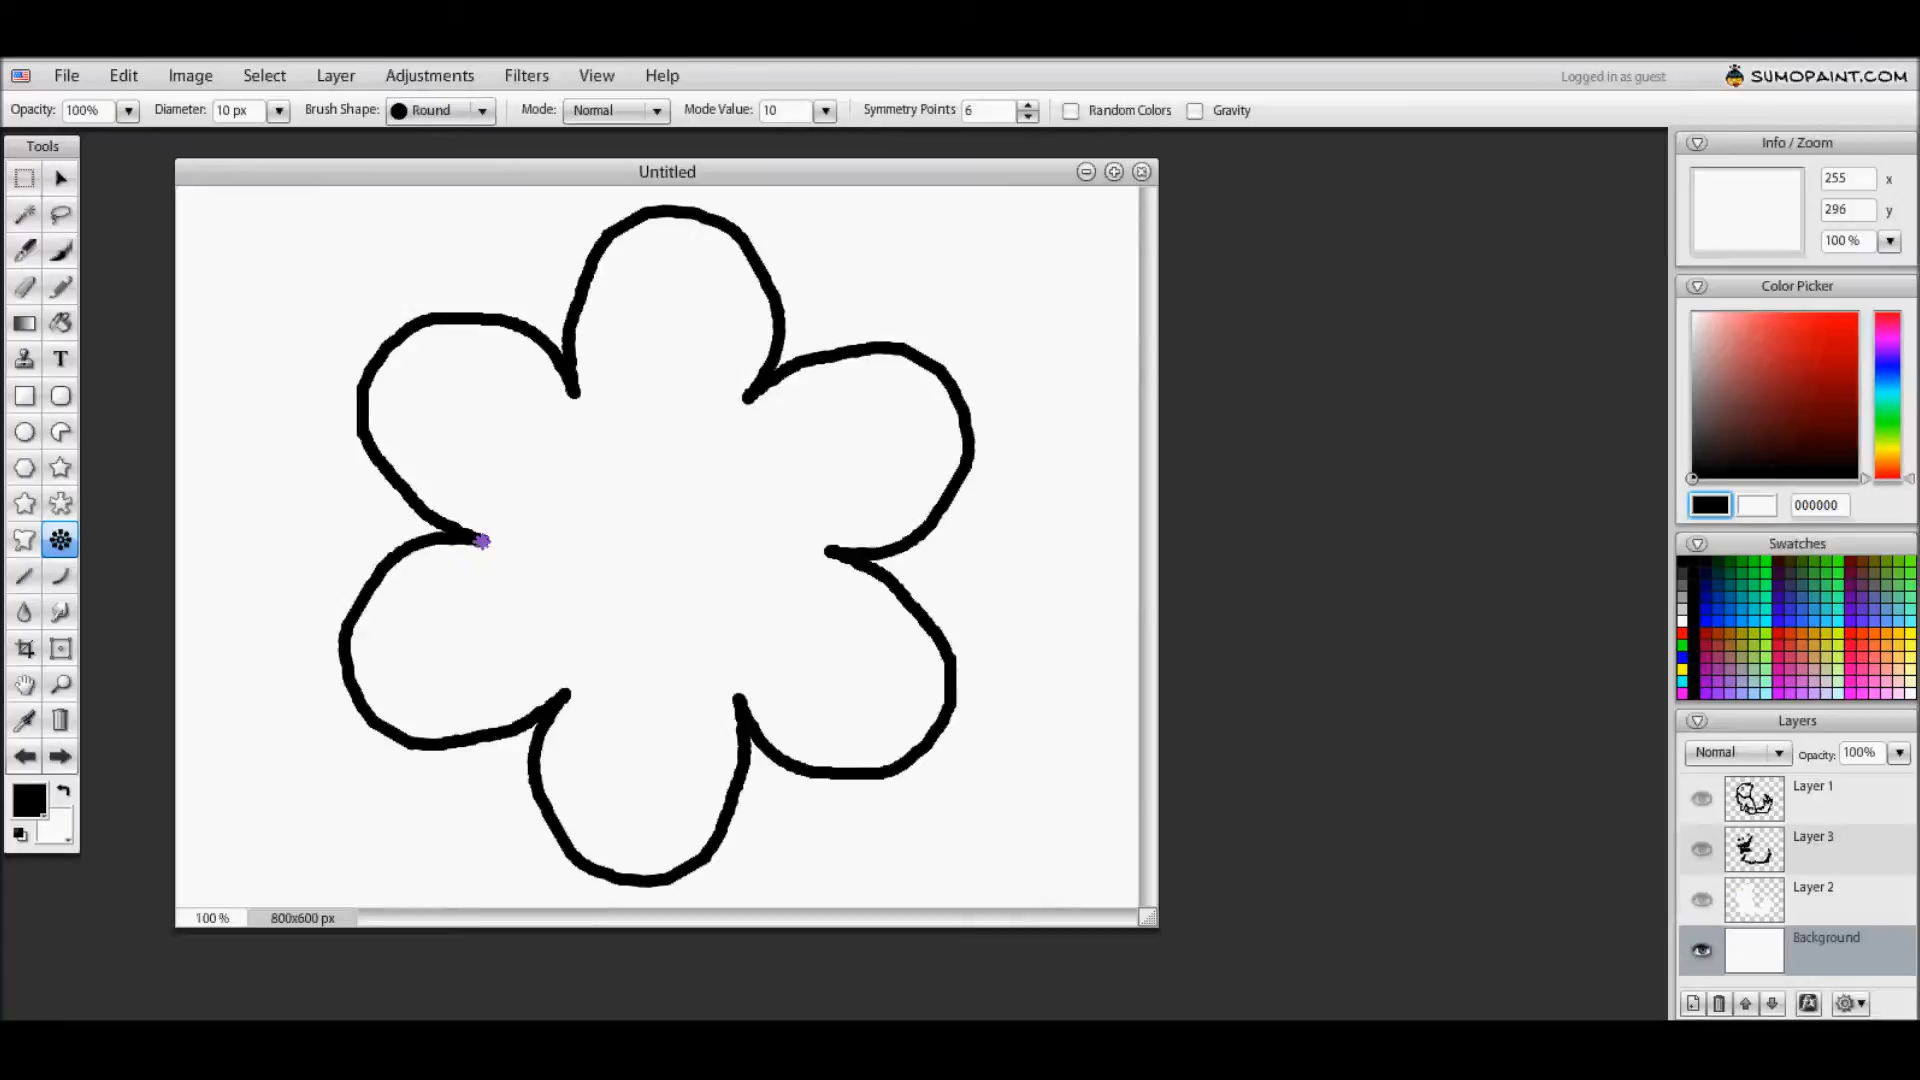 File Edit Image Select Layer Adjustments Filters View Help Logged in as guest SUMOPAINT.COM
Opacity: 100% Diameter: 10 px Brush Shape: Round Mode: Normal Mode Value: 10 Symmetry Points 6 Random Colors Gravity
Tools
Untitled
T
100 % 800x600 px
Info / Zoom
255 x
296 y
100 %
Color Picker
000000
Swatches
Layers
Normal Opacity: 100%
Layer 1
Layer 3
Layer 2
Background
fx